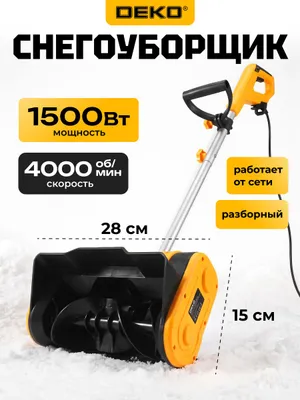 DEKO®
СНЕГОУБОРЩИК
1500Вт
мощность
4000 об/мин
скорость
работает
от сети
разборный
28 см
15 см